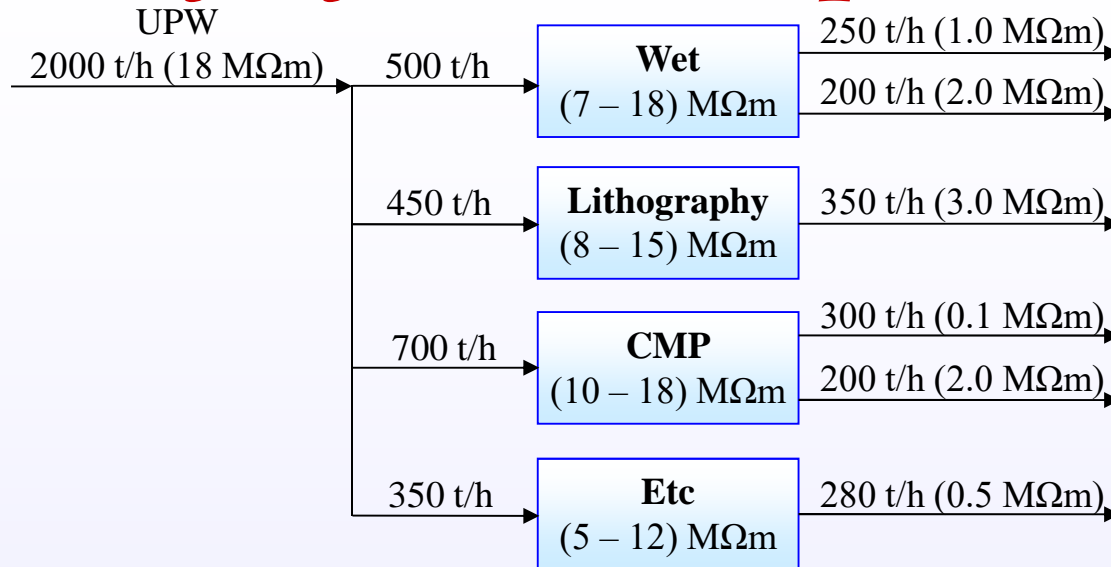 UPW
2000 t/h (18 MΩm)
500 t/h
Wet
(7 – 18) MΩm
250 t/h (1.0 MΩm)
200 t/h (2.0 MΩm)
450 t/h
Lithography
(8 – 15) MΩm
350 t/h (3.0 MΩm)
700 t/h
CMP
(10 – 18) MΩm
300 t/h (0.1 MΩm)
200 t/h (2.0 MΩm)
350 t/h
Etc
(5 – 12) MΩm
280 t/h (0.5 MΩm)